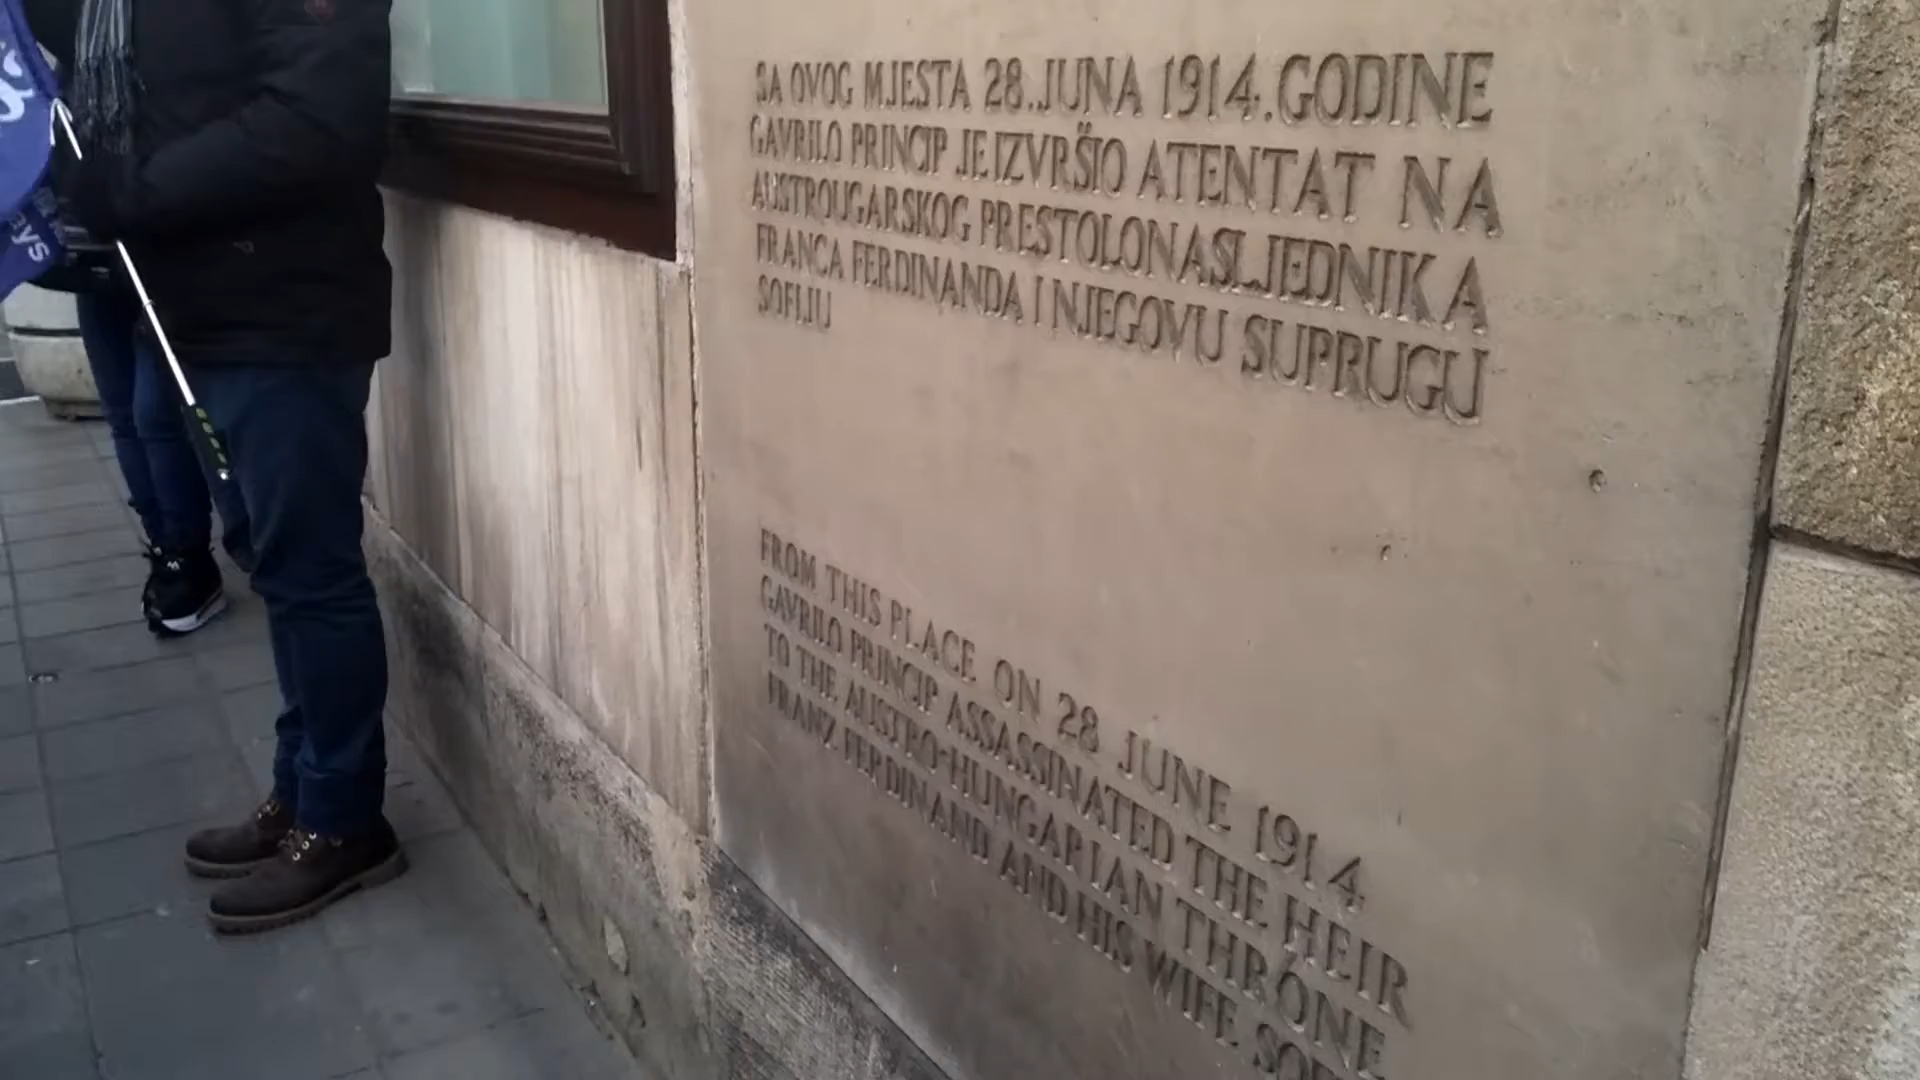 SA OVOG MJESTA 28. JUNA 1914. GODINE
GAVRILO PRINCIP JE IZVRŠIO ATENTAT NA
AUSTROUGARSKOG PRESTOLONASLJEDNIKA
FRANCA FERDINANDA I NJEGOVU SUPRUGU
SOFIJU
FROM THIS PLACE ON 28 JUNE 1914
GAVRILO PRINCIP ASSASSINATED THE HEIR
TO THE AUSTRO-HUNGARIAN THRONE
FRANZ FERDINAND AND HIS WIFE